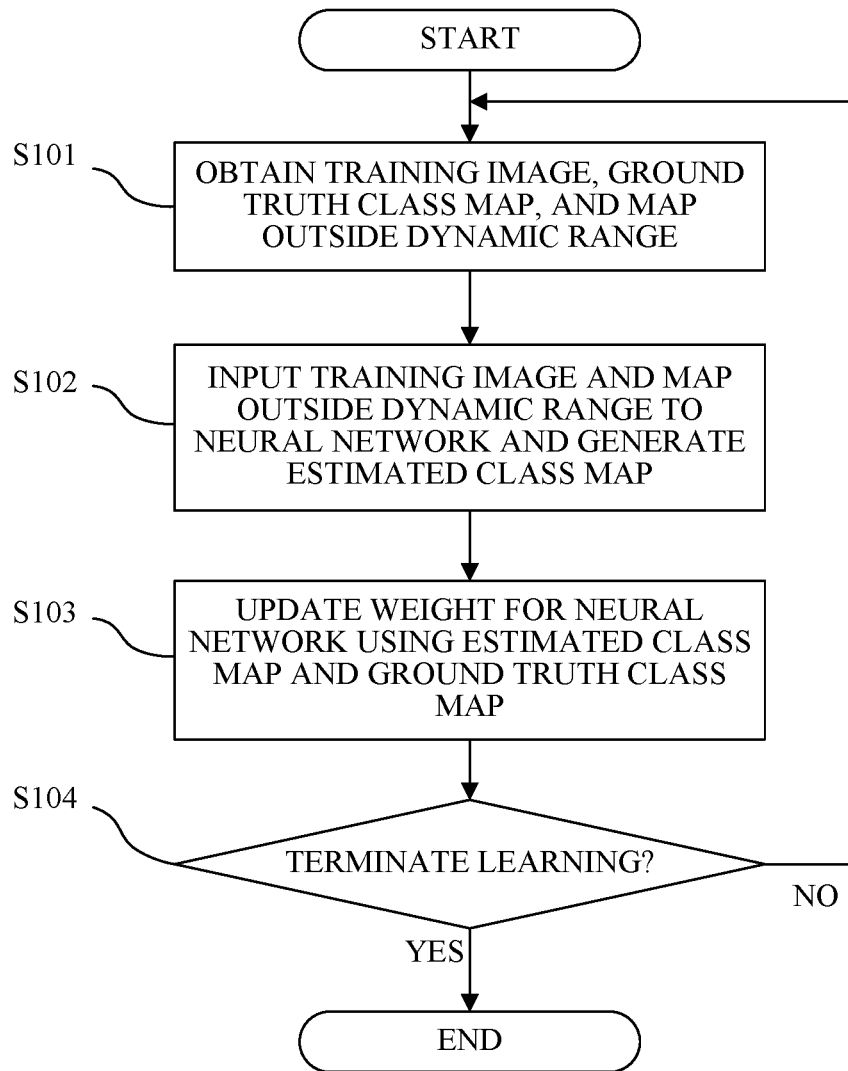 START
S101
OBTAIN TRAINING IMAGE, GROUND
TRUTH CLASS MAP, AND MAP
OUTSIDE DYNAMIC RANGE
S102
INPUT TRAINING IMAGE AND MAP
OUTSIDE DYNAMIC RANGE TO
NEURAL NETWORK AND GENERATE
ESTIMATED CLASS MAP
S103
UPDATE WEIGHT FOR NEURAL
NETWORK USING ESTIMATED CLASS
MAP AND GROUND TRUTH CLASS
MAP
S104
TERMINATE LEARNING?
NO
YES
END